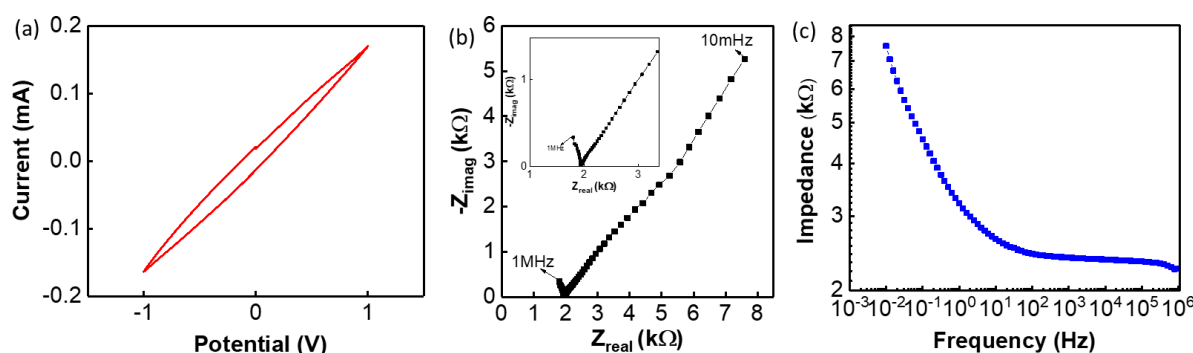 (a)
0.2
0.1
0.0
-0.1
-0.2
Current (mA)
-1
0
1
Potential (V)
(b)
6
5
4
3
2
1
0
-Zimag (kΩ)
10mHz
1MHz
0
1
2
3
4
5
6
7
8
Zreal (kΩ)
1
0
-Zimag (kΩ)
1MHz
1
2
3
Zreal (kΩ)
(c)
8
7
6
5
4
3
2
Impedance (kΩ)
10-3 10-2 10-1 100 101 102 103 104 105 106
Frequency (Hz)